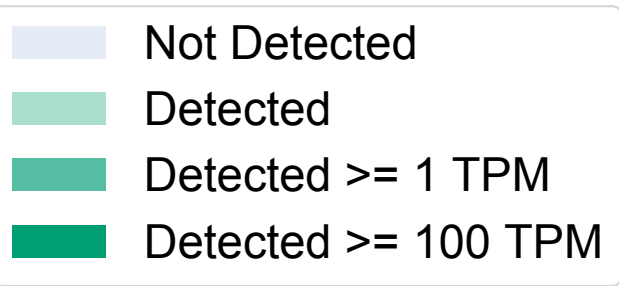 Not Detected
Detected
Detected >= 1 TPM
Detected >= 100 TPM